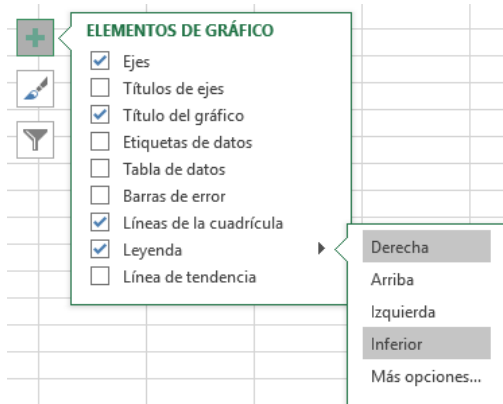 ELEMENTOS DE GRÁFICO
Ejes
Títulos de ejes
Título del gráfico
Etiquetas de datos
Tabla de datos
Barras de error
Líneas de la cuadrícula
Leyenda
Línea de tendencia
Derecha
Arriba
Izquierda
Inferior
Más opciones...